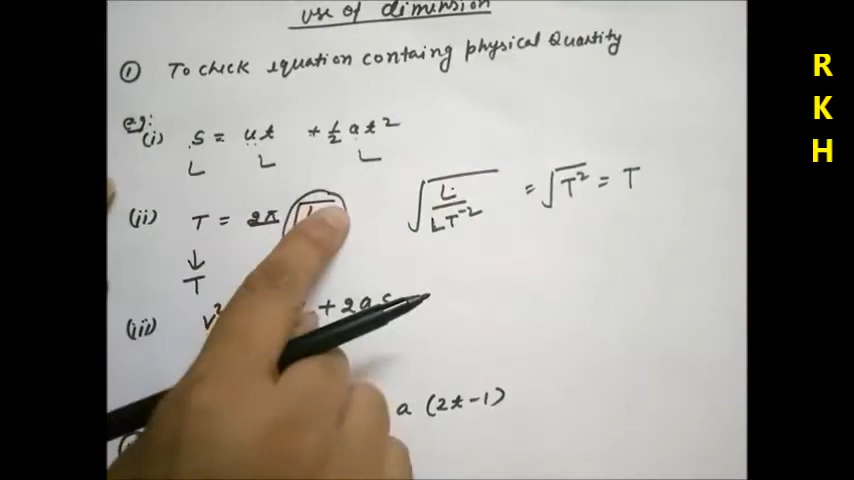 use of dimension
① To check equation containg physical Quantity
eg:
(i) S = ut + 1/2 at²
L L L
(ii) T = 2π √L
√(L/LT⁻²) = √T² = T
↓
T
(iii) v² + 2as
a (2t-1)
R
K
H